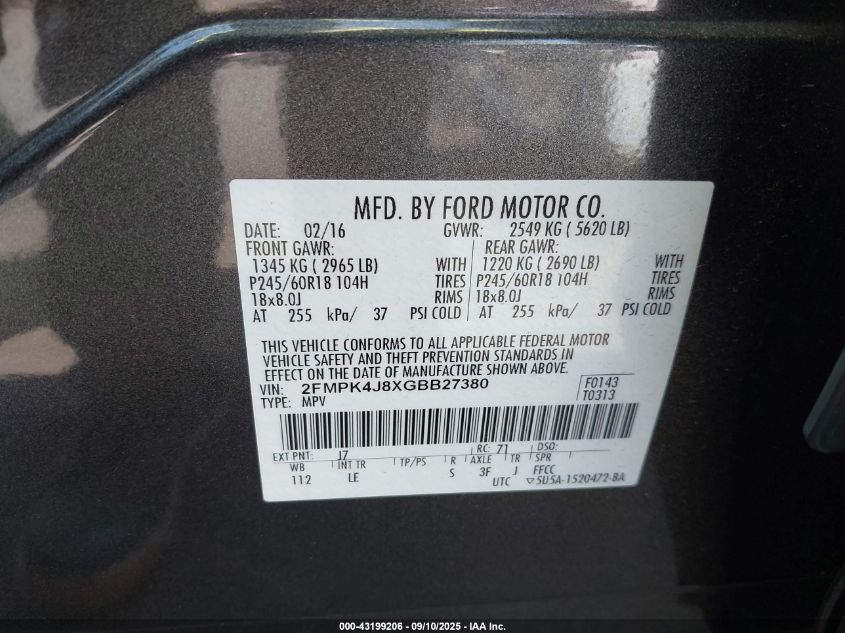 MFD. BY FORD MOTOR CO.
DATE: 02/16 GVWR: 2549 KG ( 5620 LB)
FRONT GAWR: REAR GAWR:
1345 KG ( 2965 LB) WITH 1220 KG ( 2690 LB) WITH
P245/60R18 104H TIRES P245/60R18 104H TIRES
18x8.0J RIMS 18x8.0J RIMS
AT 255 kPa/ 37 PSI COLD AT 255 kPa/ 37 PSI COLD
THIS VEHICLE CONFORMS TO ALL APPLICABLE FEDERAL MOTOR
VEHICLE SAFETY AND THEFT PREVENTION STANDARDS IN
EFFECT ON THE DATE OF MANUFACTURE SHOWN ABOVE.
VIN: 2FMPK4J8XGBB27380 F0143
TYPE: MPV T0313
EXT PNT: J7 RC: 71 DSO:
WB INT TR TP/PS R AXLE TR SPR
112 LE S 3F J FFCC
UTC ▽5U5A-1520472-BA
000-43199206 - 09/10/2025 - IAA Inc.